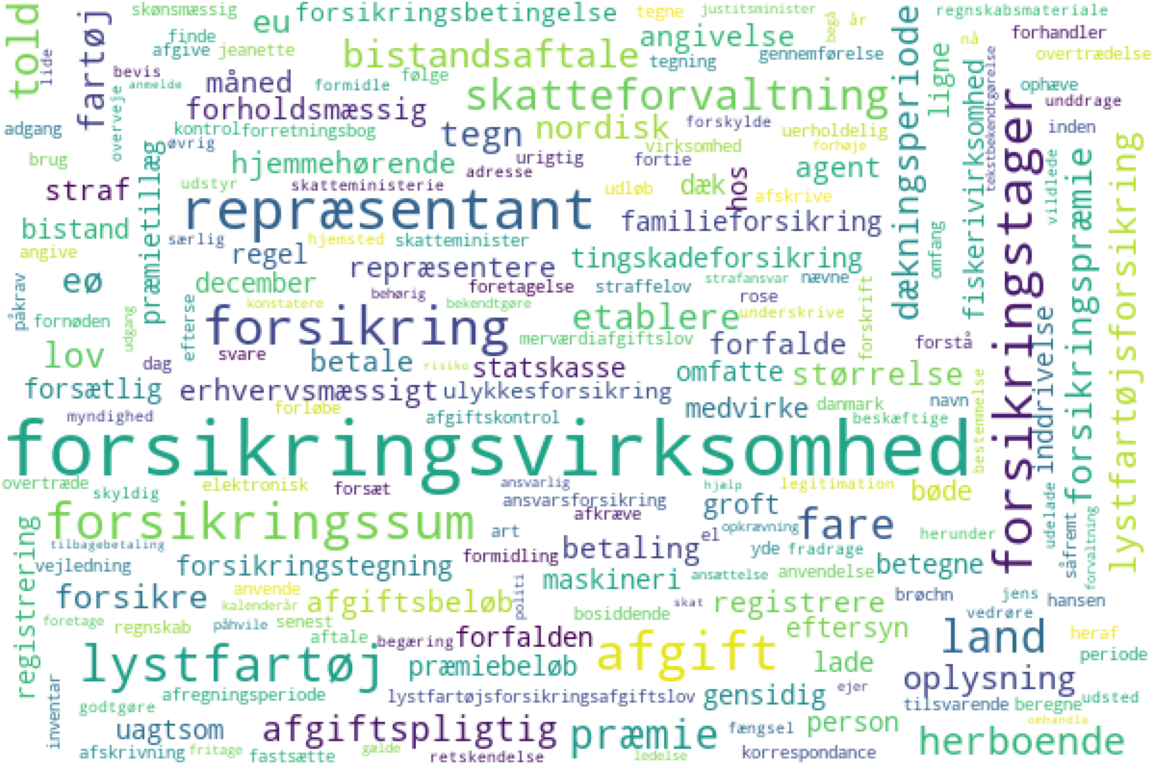 told
lide
fartøj
skønsmæssig
finde
afgive
jeanette
bevis
anmelde
overveje
adgang
brug
eu
forsikringsbetingelse
bistandsaftale
måned
formidle
følge
forholdsmæssig
kontrol
forretningsbog
øvrig
tegne
justitsminister
begå
år
angivelse
tegning
gennemførelse
skatteforvaltning
tegn
nordisk
forskylde
uerholdelig
virksomhed
forhøje
dækningsperiode
ligne
regnskabsmateriale
nå
forhandler
overtrædelse
ophæve
unddrage
inden
tekstbekendtgørelse
fiskerivirksomhed
forsikringstager
vildlede
forsikringspræmie
lystfartøjsforsikring
straf
præmietillæg
hjemmehørende
urigtig
adresse
fortie
agent
udstyr
skatteministerie
udløb
dæk
hos
afskrive
bistand
repræsentant
familieforsikring
angive
særlig
hjemsted
skatteminister
regel
omfang
eø
påkrav
december
repræsentere
tingskadeforsikring
behørig
foretagelse
straffelov
strafansvar
nævne
fornøden
udgang
efterse
konstatere
bekendtgøre
rose
forsikring
etablere
underskrive
forskrift
lov
svare
merværdiafgiftslov
forfalde
forstå
dag
betale
risiko
statskasse
omfatte
størrelse
inddrivelse
forsætlig
erhvervsmæssigt
ulykkesforsikring
myndighed
forløbe
afgiftskontrol
medvirke
danmark
beskæftige
navn
bestemmelse
forsikringsvirksomhed
overtræde
skyldig
elektronisk
forsæt
ansvarlig
ansvarsforsikring
afkræve
hjælp
legitimation
groft
bøde
forsikringssum
art
el
opkrævning
fare
herunder
udelade
såfremt
forvaltning
registrering
tilbagebetaling
vejledning
forsikringstegning
formidling
betaling
yde
fradrage
betegne
forsikre
anvende
maskineri
ansættelse
anvendelse
kalenderår
afgiftsbeløb
politi
bosiddende
skat
registrere
brøchn
jens
hansen
vedrøre
foretage
regnskab
påhvile
senest
aftale
begæring
forfalden
afgift
eftersyn
land
heraf
periode
lystfartøj
præmiebeløb
lade
oplysning
inventar
godtgøre
afregningsperiode
lystfartøjsforsikringsafgiftslov
gensidig
ejer
tilsvarende
beregne
udsted
uagtsom
afgiftspligtig
præmie
fængsel
person
omhandle
herboende
afskrivning
fritage
fastsætte
gælde
retskendelse
ledelse
korrespondance